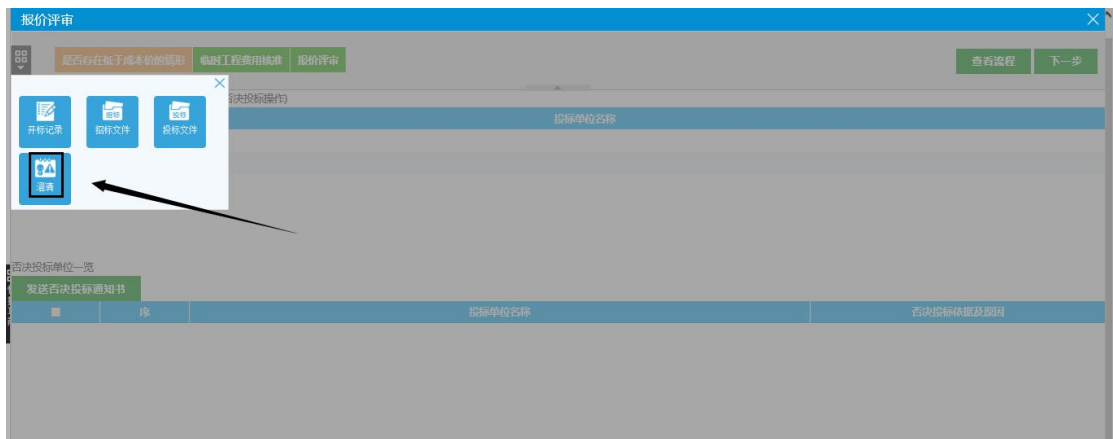 报价评审
是否存在低于成本价的情形 临时工程费用核准 报价评审 查看流程 下一步
否决投标操作)
投标单位名称
开标记录 招标 招标文件 投标 投标文件
澄清
否决投标单位一览
发送否决投标通知书
序 投标单位名称 否决投标依据及原因